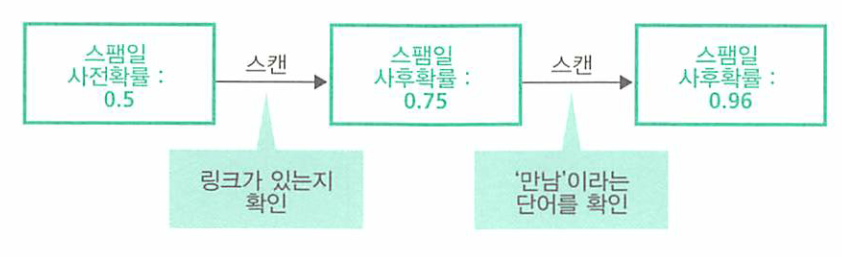 스팸일
사전확률 :
0.5
스캔
스팸일
사후확률 :
0.75
스캔
스팸일
사후확률 :
0.96
링크가 있는지
확인
'만남'이라는
단어를 확인